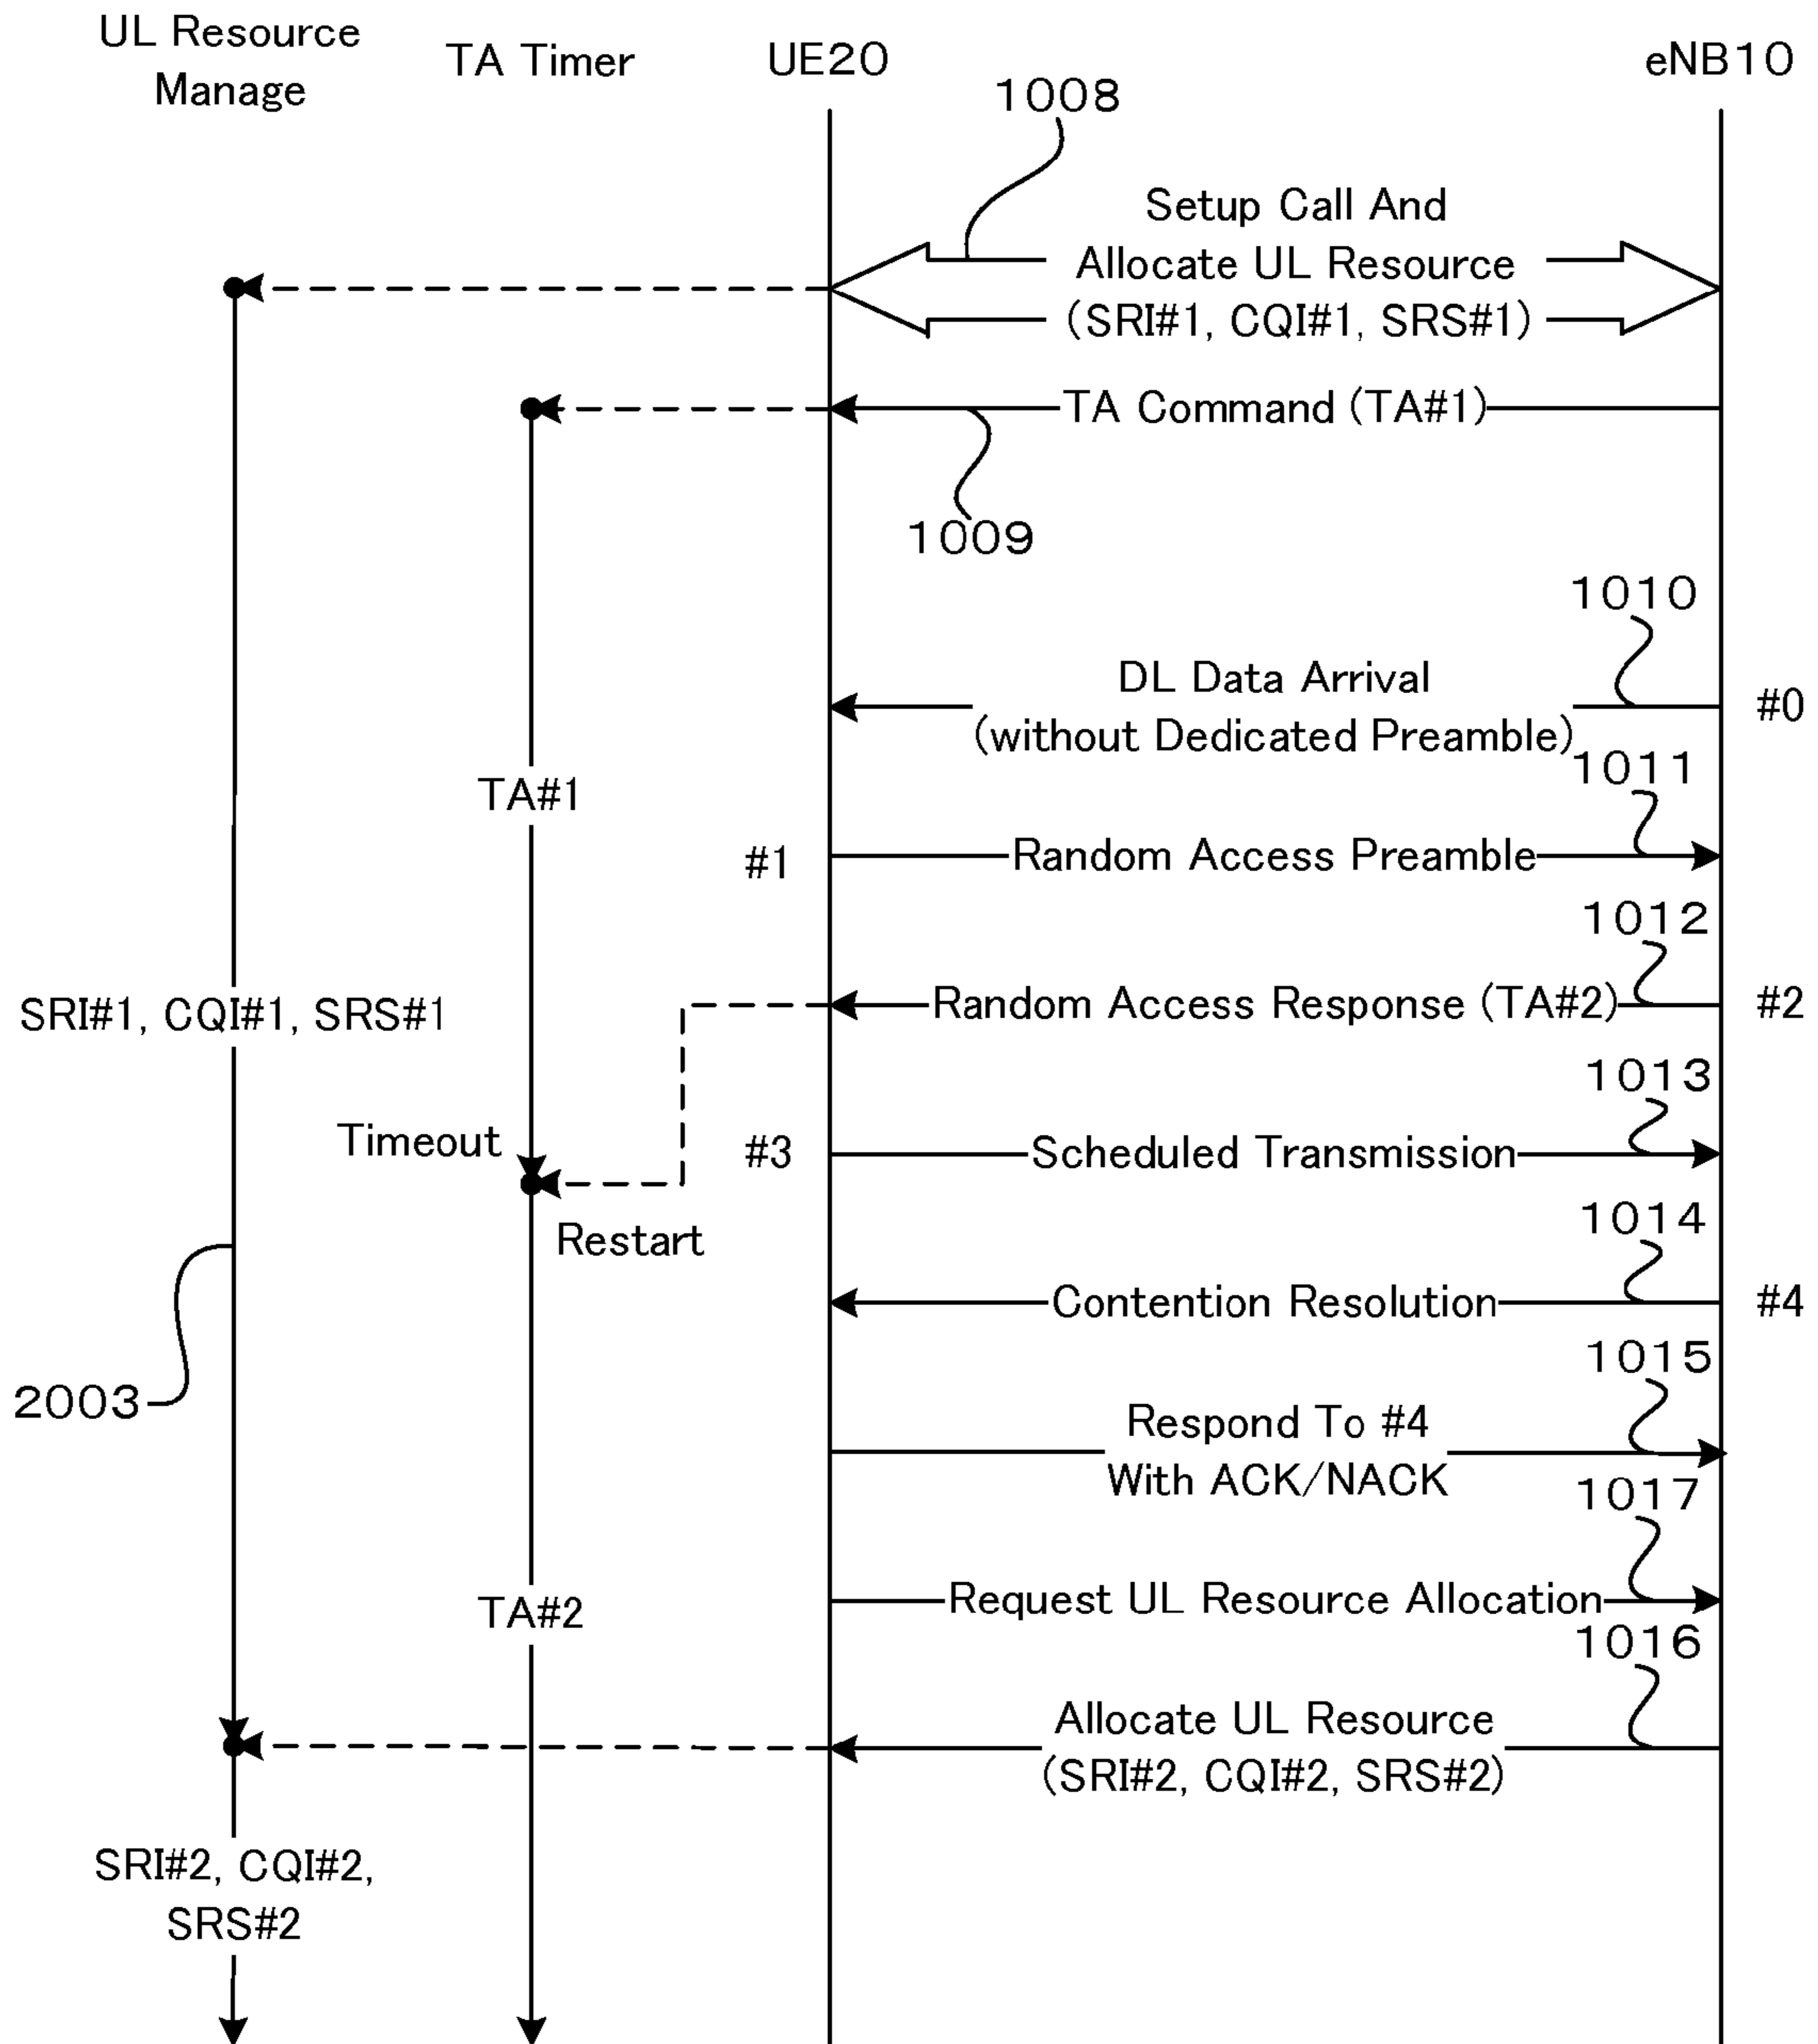 UL Resource
Manage
TA Timer
UE20
eNB10
1008
Setup Call And
Allocate UL Resource
(SRI#1, CQI#1, SRS#1)
TA Command (TA#1)
1009
1010
DL Data Arrival
(without Dedicated Preamble)
#0
1011
TA#1
#1
Random Access Preamble
1012
SRI#1, CQI#1, SRS#1
Random Access Response (TA#2)
#2
1013
Timeout
#3
Scheduled Transmission
Restart
1014
Contention Resolution
#4
1015
2003
Respond To #4
With ACK/NACK
1017
TA#2
Request UL Resource Allocation
1016
Allocate UL Resource
(SRI#2, CQI#2, SRS#2)
SRI#2, CQI#2,
SRS#2